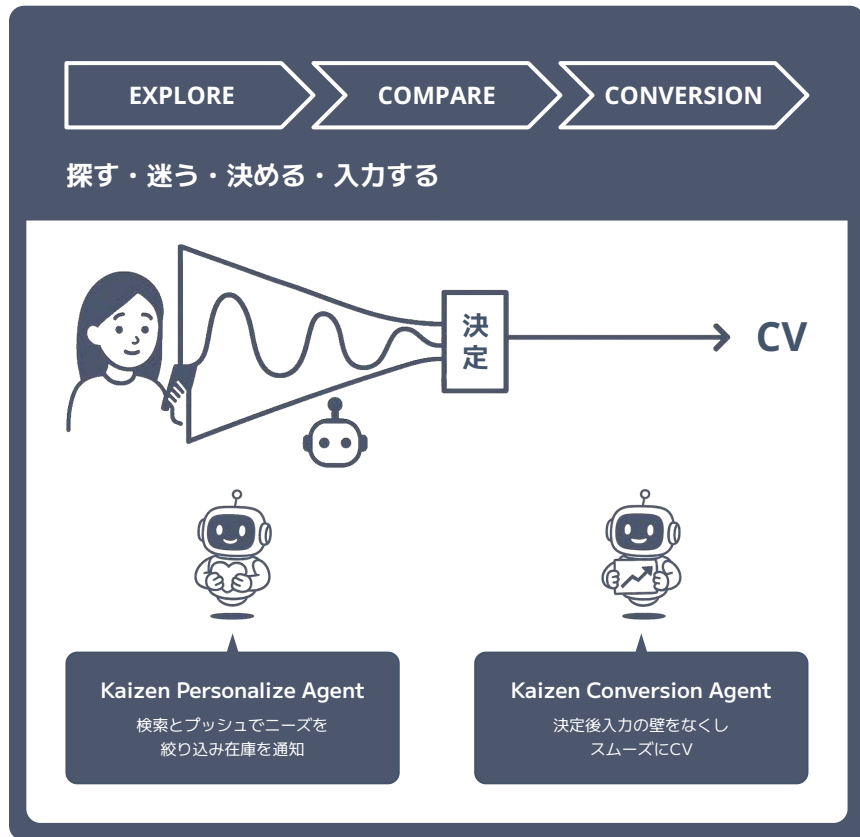 EXPLORE
COMPARE
CONVERSION
探す・迷う・決める・入力する
決
定
CV
Kaizen Personalize Agent
検索とプッシュでニーズを
絞り込み在庫を通知
Kaizen Conversion Agent
決定後入力の壁をなくし
スムーズにCV